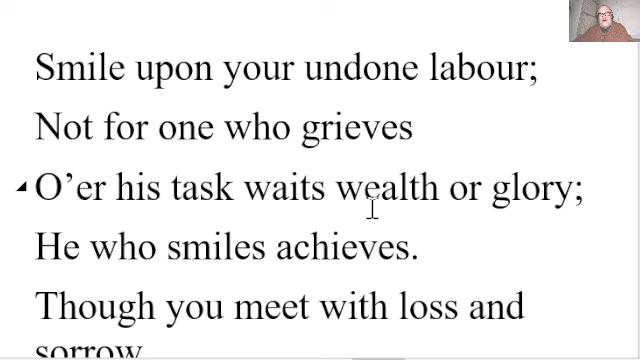 Smile upon your undone labour;
Not for one who grieves
O’er his task waits wealth or glory;
He who smiles achieves.
Though you meet with loss and
sorrow